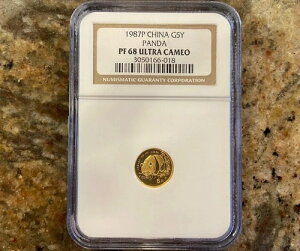 1987P CHINA G5Y
PANDA
PF 68 ULTRA CAMEO
3050166-018
NUMISMATIC GUARANTY CORPORATION